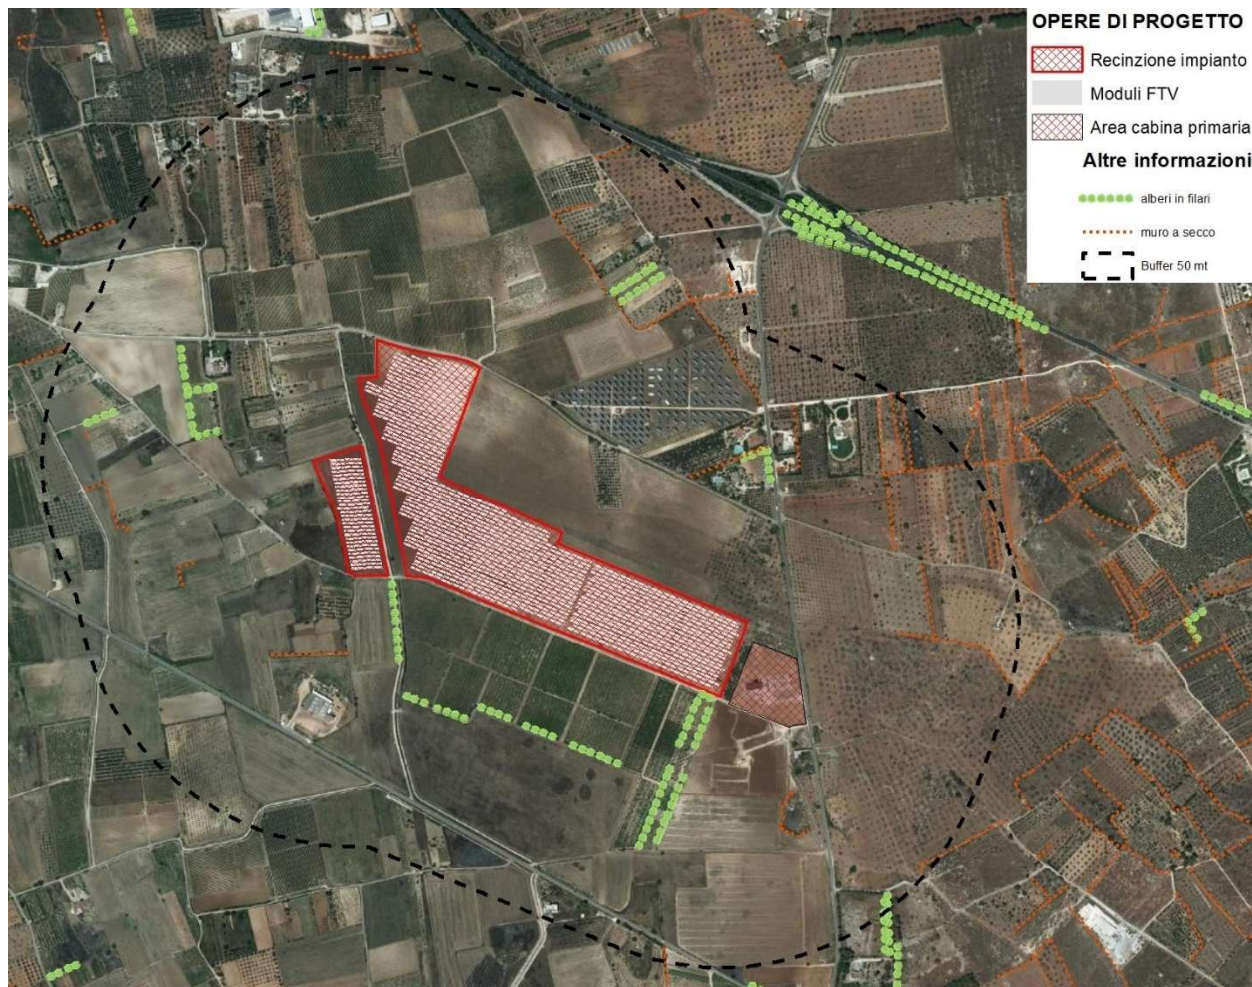 OPERE DI PROGETTO
Recinzione impianto
Moduli FTV
Area cabina primaria
Altre informazioni
alberi in filari
muro a secco
Buffer 50 mt